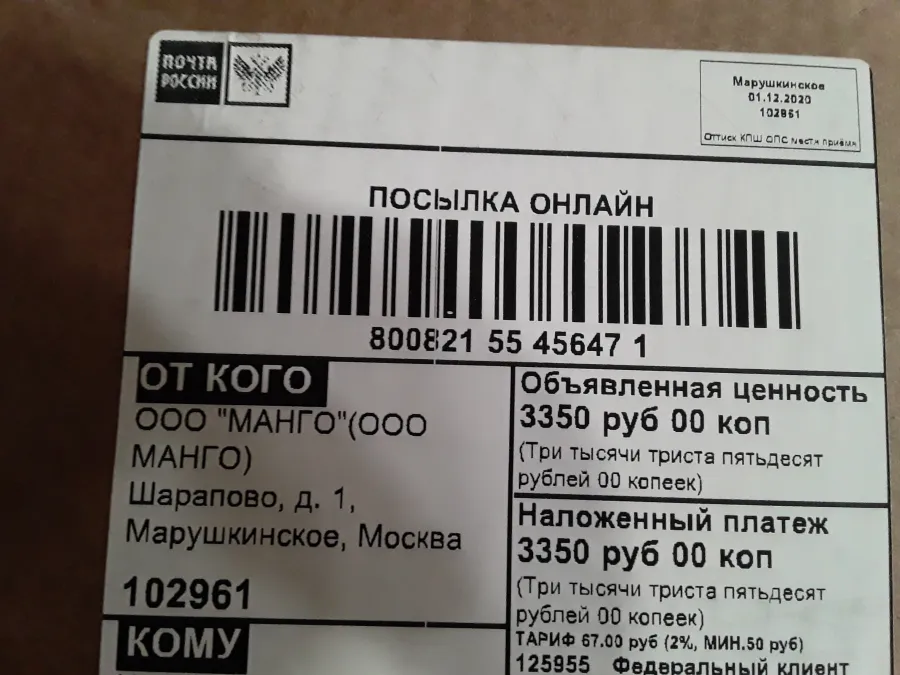 ПОЧТА
РОССИИ
Марушкинское
01.12.2020
102961
Оттиск КПШ ОПС места приёма
ПОСЫЛКА ОНЛАЙН
800821 55 45647 1
ОТ КОГО
ООО "МАНГО"(ООО
МАНГО)
Шарапово, д. 1,
Марушкинское, Москва
102961
КОМУ
Объявленная ценность
3350 руб 00 коп
(Три тысячи триста пятьдесят
рублей 00 копеек)
Наложенный платеж
3350 руб 00 коп
(Три тысячи триста пятьдесят
рублей 00 копеек)
ТАРИФ 67.00 руб (2%, МИН.50 руб)
125955 Федеральный клиент